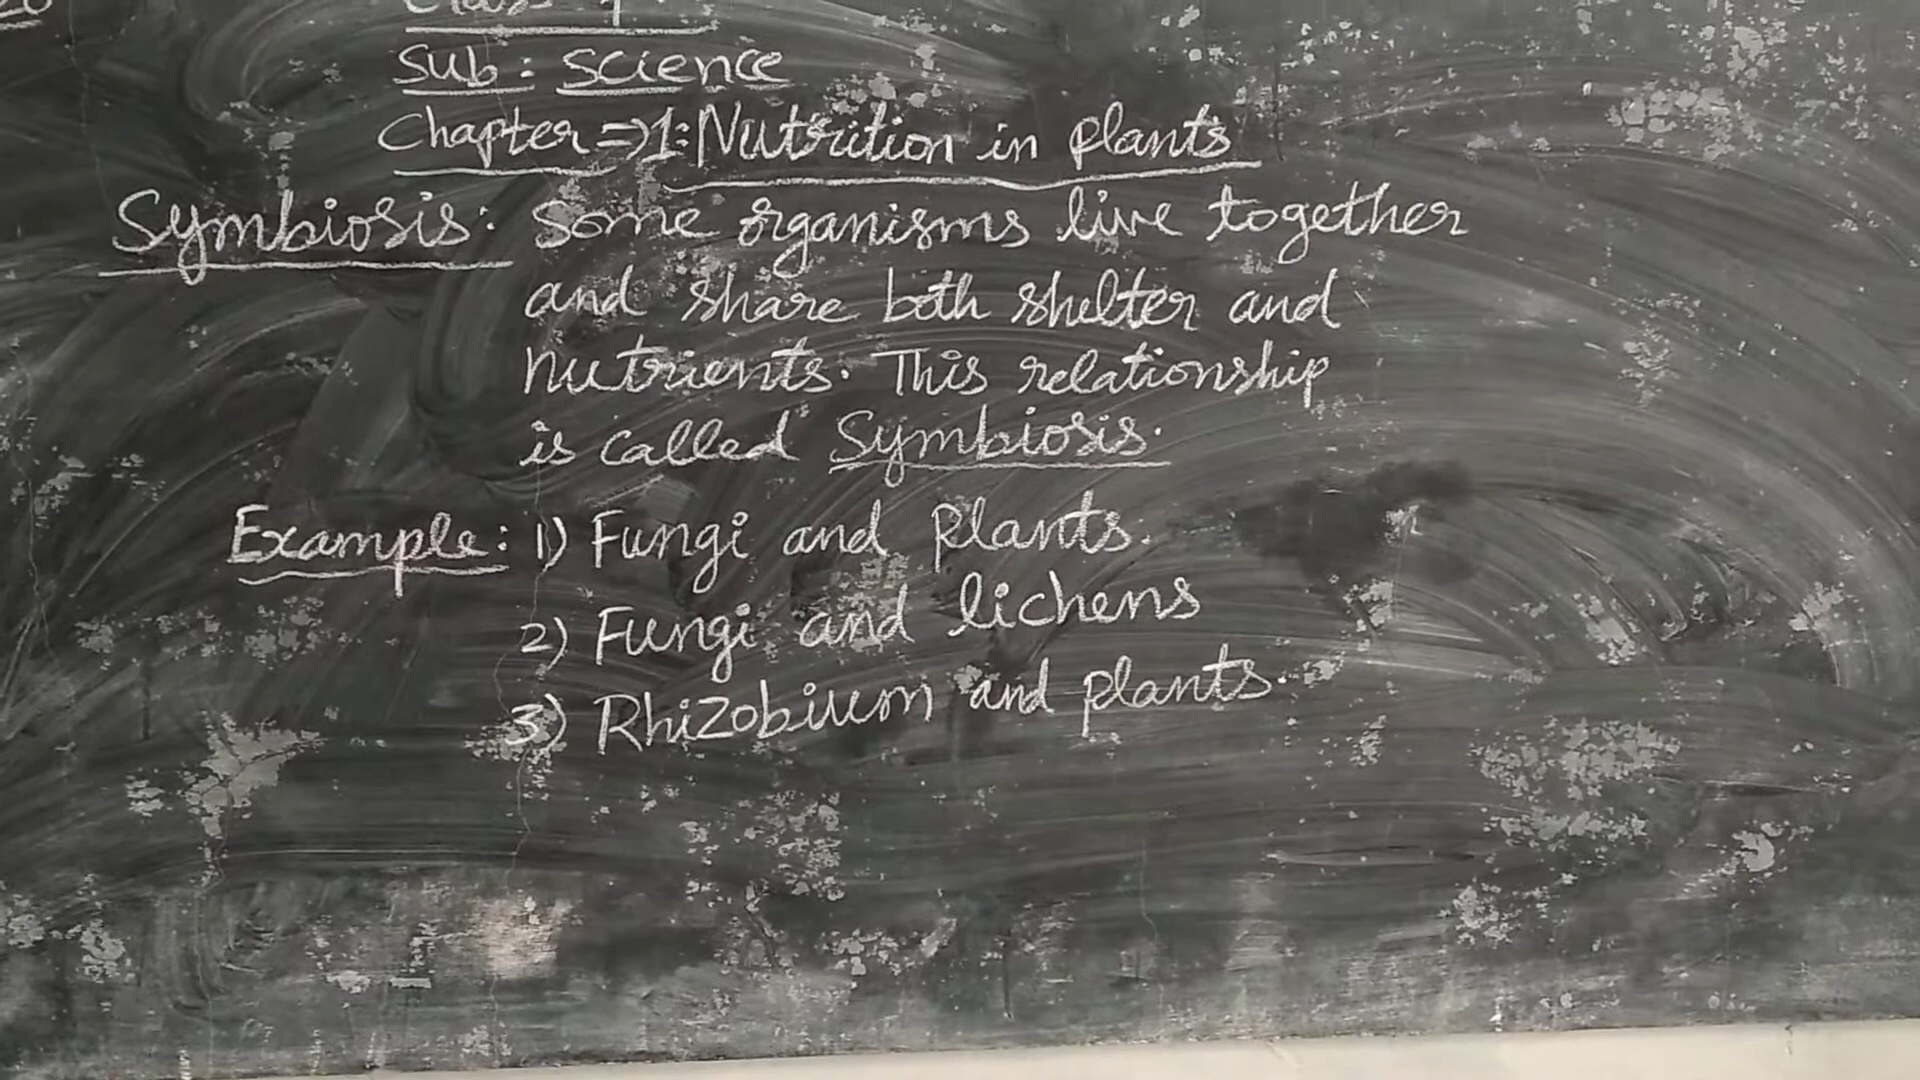 Sub: Science
Chapter ⇒ 1: Nutrition in plants
Symbiosis: Some organisms live together
and share both shelter and
nutrients. This relationship
is called Symbiosis.
Example: 1) Fungi and plants.
2) Fungi and lichens
3) Rhizobium and plants.